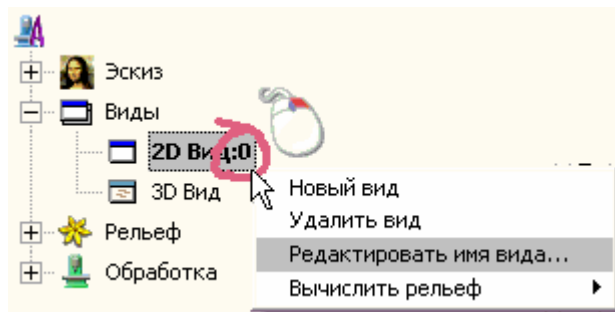 Эскиз
Виды
2D Вид:0
3D Вид
Рельеф
Обработка
Новый вид
Удалить вид
Редактировать имя вида...
Вычислить рельеф